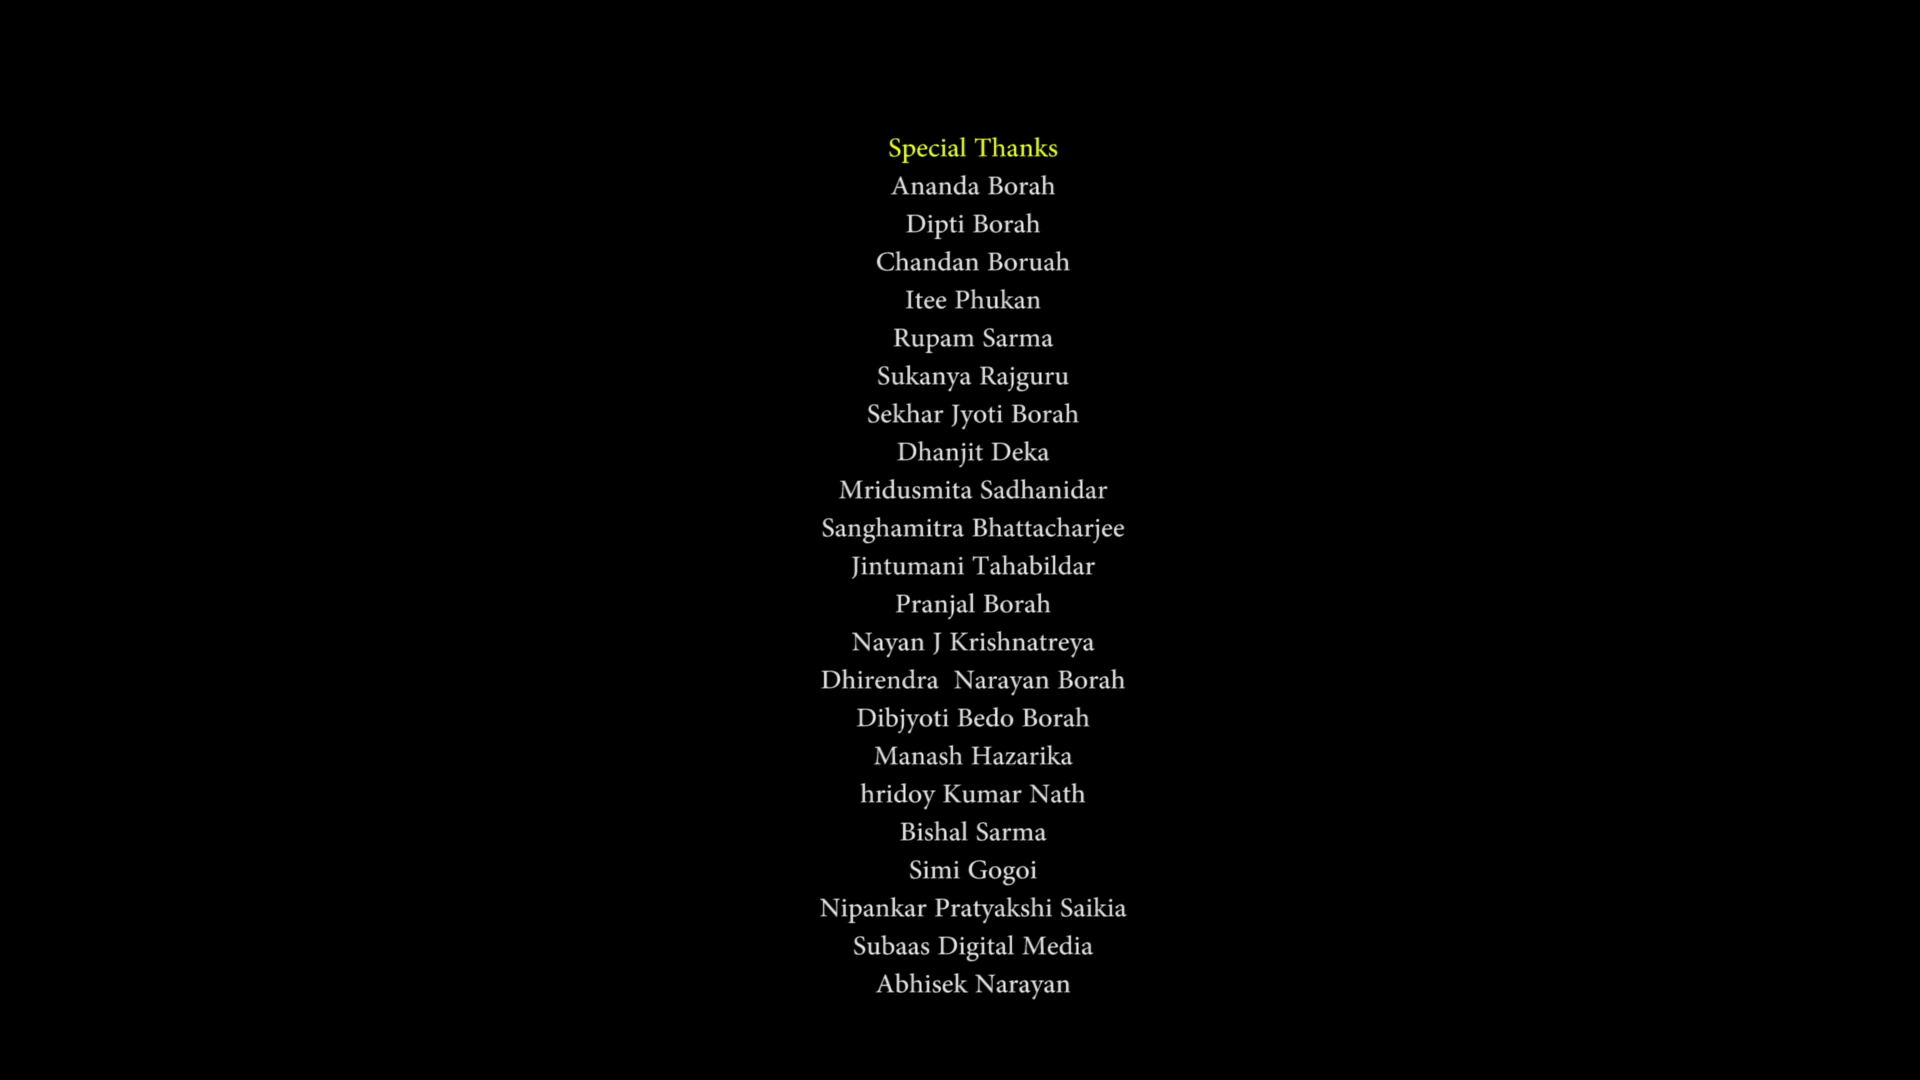 Special Thanks
Ananda Borah
Dipti Borah
Chandan Boruah
Itee Phukan
Rupam Sarma
Sukanya Rajguru
Sekhar Jyoti Borah
Dhanjit Deka
Mridusmita Sadhanidar
Sanghamitra Bhattacharjee
Jintumani Tahabildar
Pranjal Borah
Nayan J Krishnatreya
Dhirendra  Narayan Borah
Dibjyoti Bedo Borah
Manash Hazarika
hridoy Kumar Nath
Bishal Sarma
Simi Gogoi
Nipankar Pratyakshi Saikia
Subaas Digital Media
Abhisek Narayan